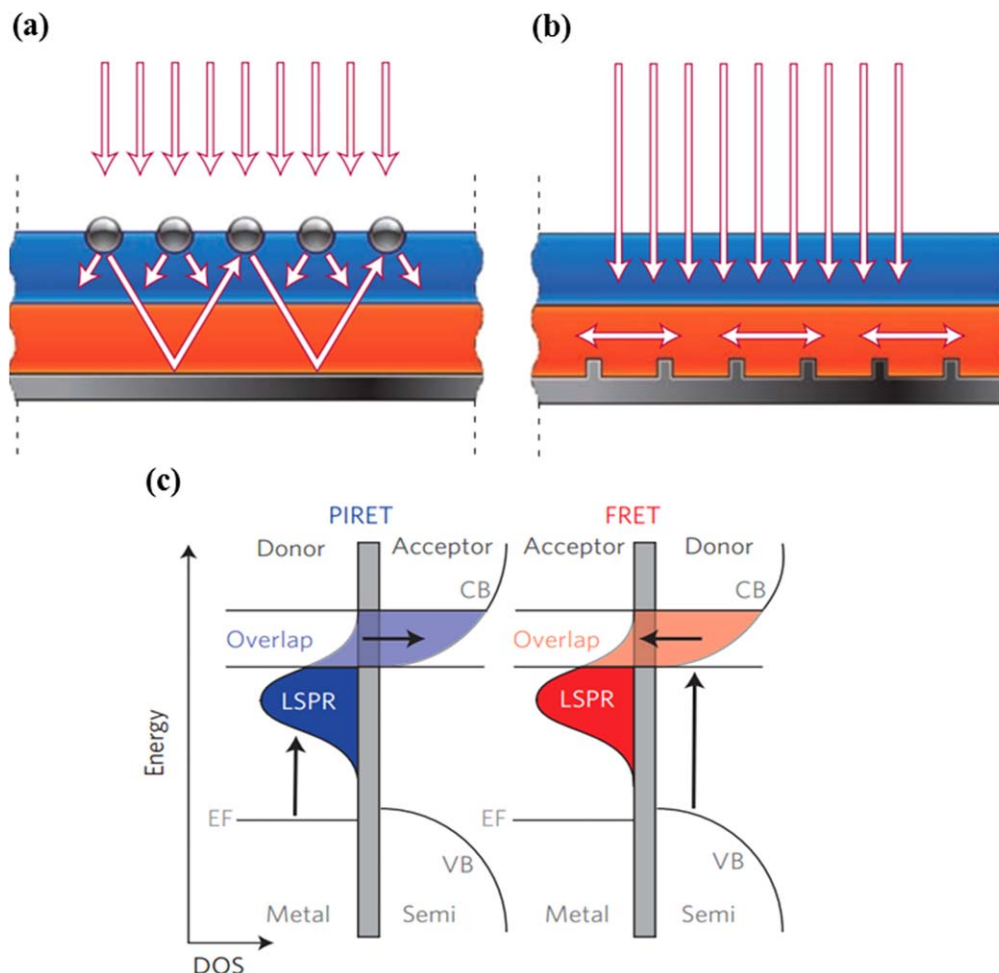 (a)
(b)
(c)
PIRET
FRET
Donor
Acceptor
Acceptor
Donor
CB
CB
Overlap
Overlap
LSPR
LSPR
Energy
EF
EF
VB
VB
Metal
Semi
Metal
Semi
DOS